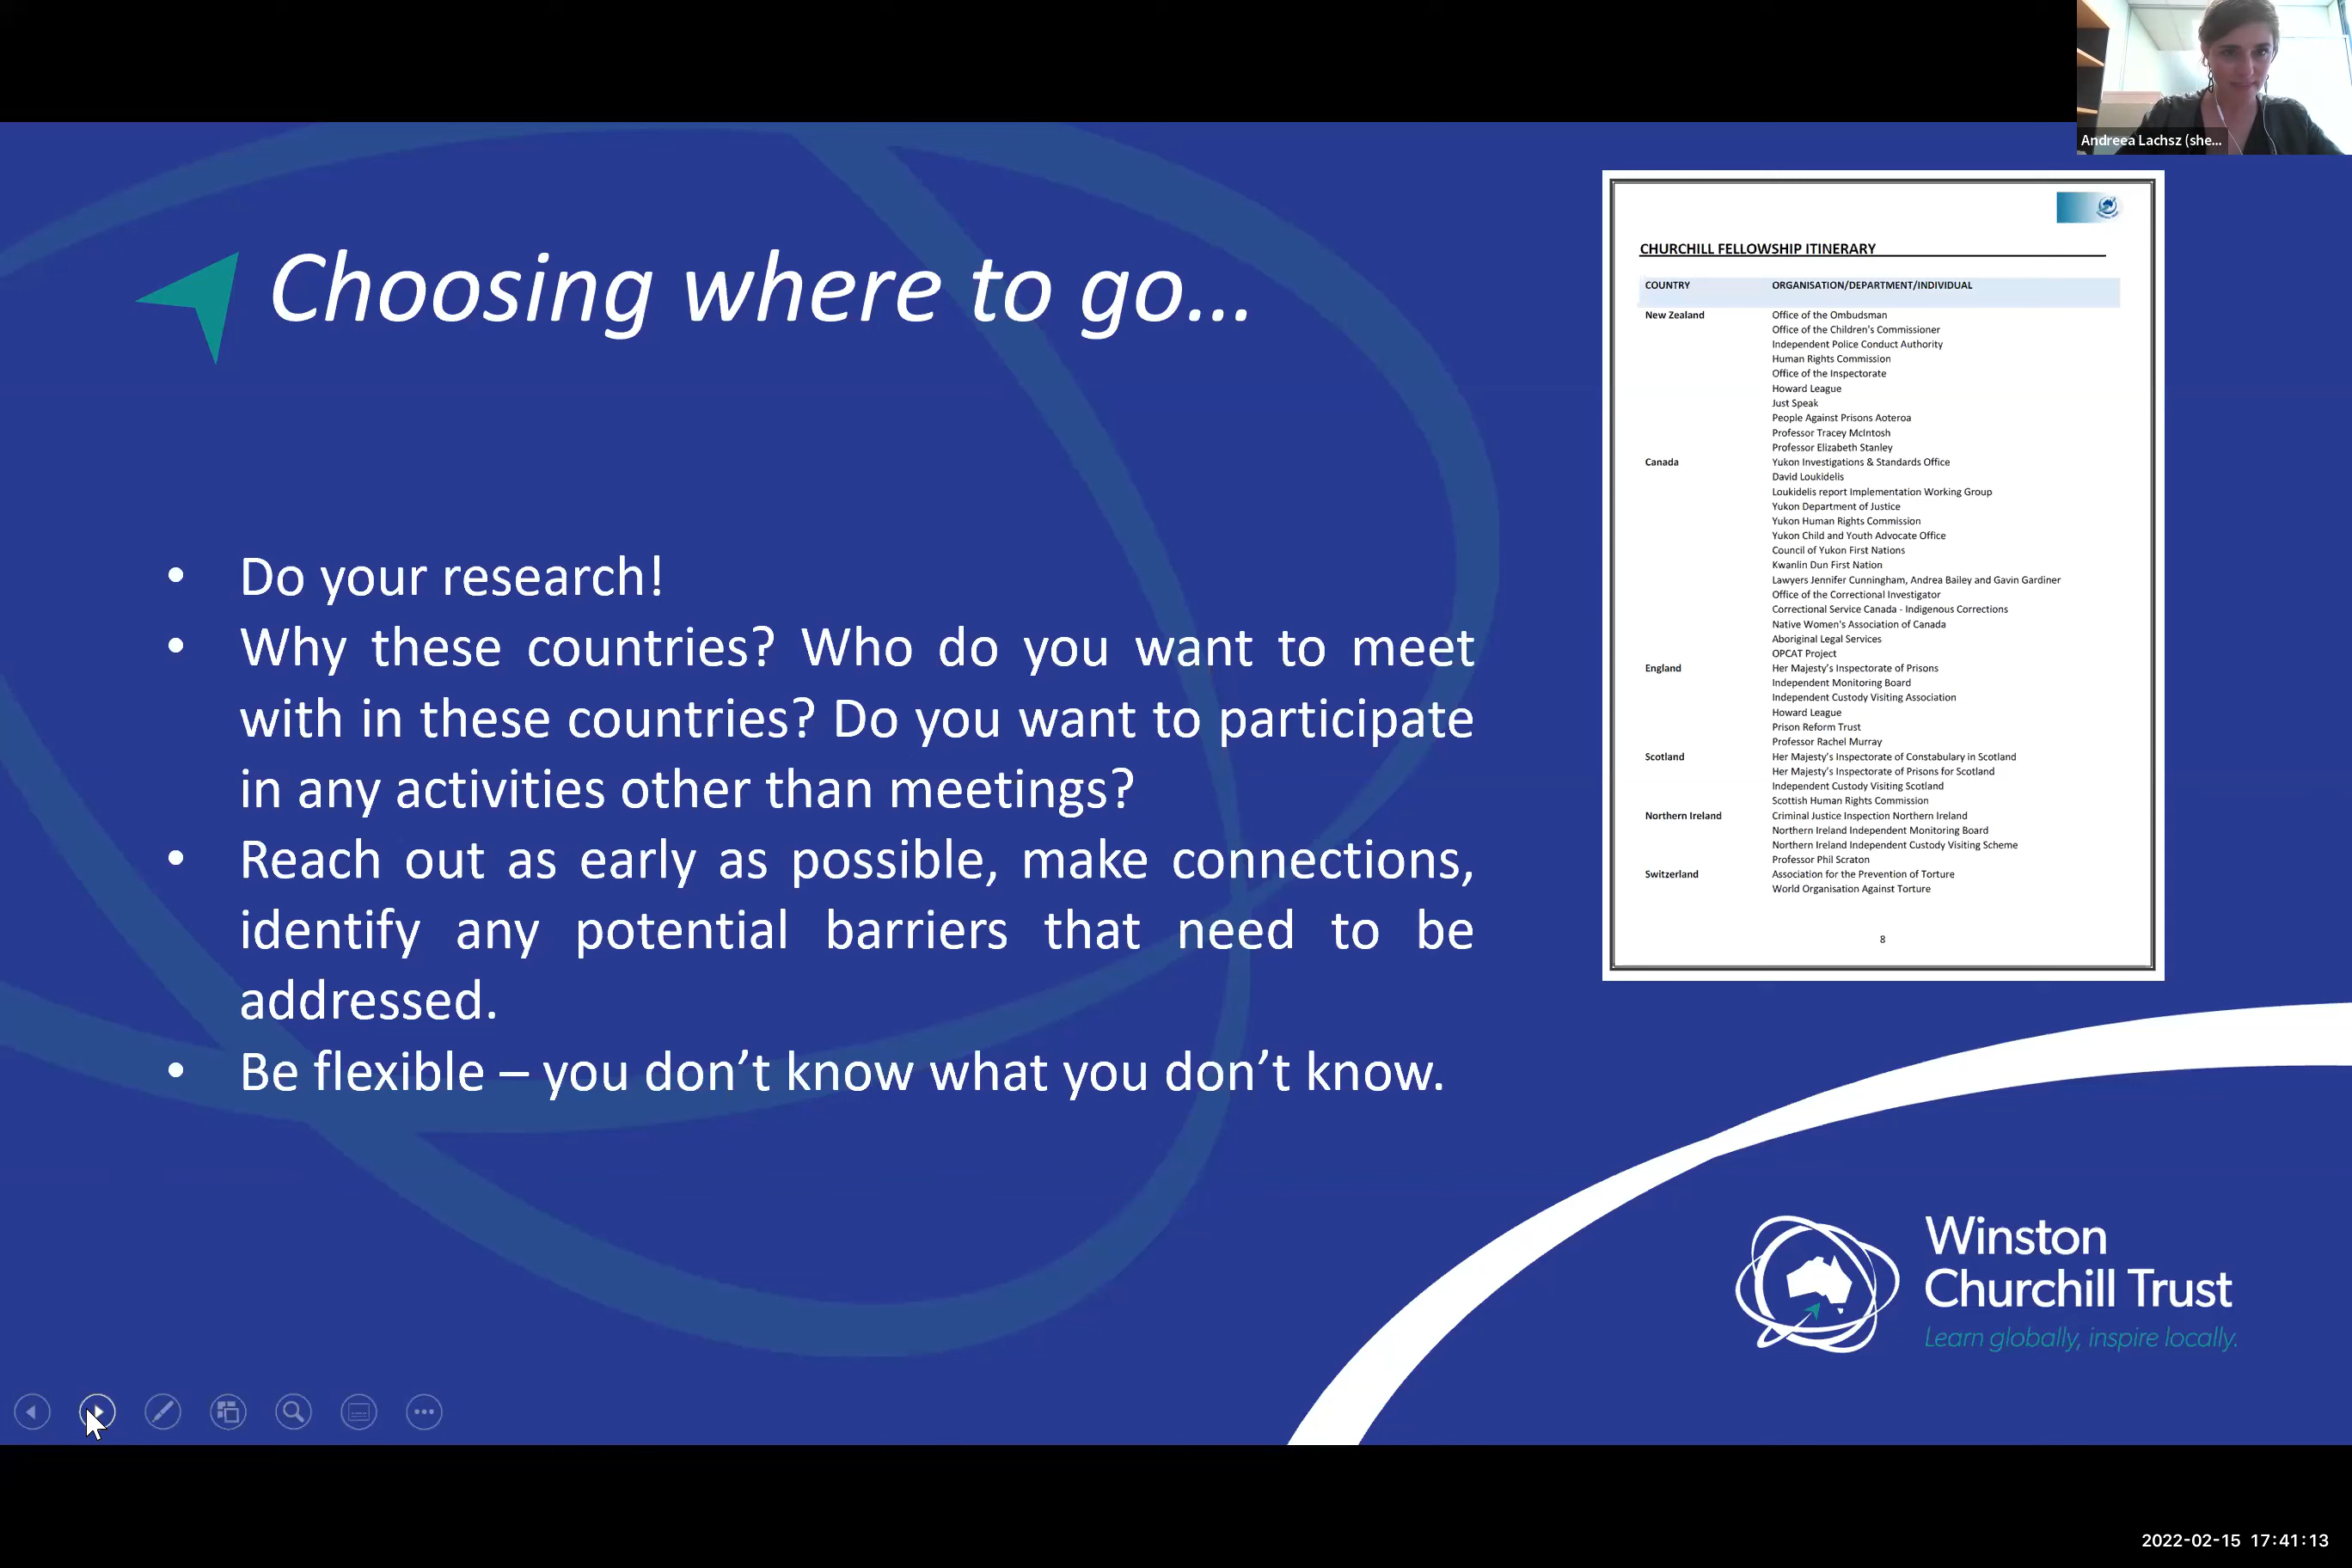 Andreea Lachsz (she...
Choosing where to go...
• Do your research!
• Why these countries? Who do you want to meet
with in these countries? Do you want to participate
in any activities other than meetings?
• Reach out as early as possible, make connections,
identify any potential barriers that need to be
addressed.
• Be flexible – you don’t know what you don’t know.
CHURCHILL FELLOWSHIP ITINERARY
COUNTRY ORGANISATION/DEPARTMENT/INDIVIDUAL
New Zealand Office of the Ombudsman
Office of the Children's Commissioner
Independent Police Conduct Authority
Human Rights Commission
Office of the Inspectorate
Howard League
Just Speak
People Against Prisons Aoteroa
Professor Tracey McIntosh
Professor Elizabeth Stanley
Canada Yukon Investigations & Standards Office
David Loukidelis
Loukidelis report Implementation Working Group
Yukon Department of Justice
Yukon Human Rights Commission
Yukon Child and Youth Advocate Office
Council of Yukon First Nations
Kwanlin Dun First Nation
Lawyers Jennifer Cunningham, Andrea Bailey and Gavin Gardiner
Office of the Correctional Investigator
Correctional Service Canada - Indigenous Corrections
Native Women's Association of Canada
Aboriginal Legal Services
OPCAT Project
England Her Majesty's Inspectorate of Prisons
Independent Monitoring Board
Independent Custody Visiting Association
Howard League
Prison Reform Trust
Professor Rachel Murray
Scotland Her Majesty's Inspectorate of Constabulary in Scotland
Her Majesty's Inspectorate of Prisons for Scotland
Independent Custody Visiting Scotland
Scottish Human Rights Commission
Northern Ireland Criminal Justice Inspection Northern Ireland
Northern Ireland Independent Monitoring Board
Northern Ireland Independent Custody Visiting Scheme
Professor Phil Scraton
Switzerland Association for the Prevention of Torture
World Organisation Against Torture
8
Winston
Churchill Trust
Learn globally, inspire locally.
2022-02-15 17:41:13